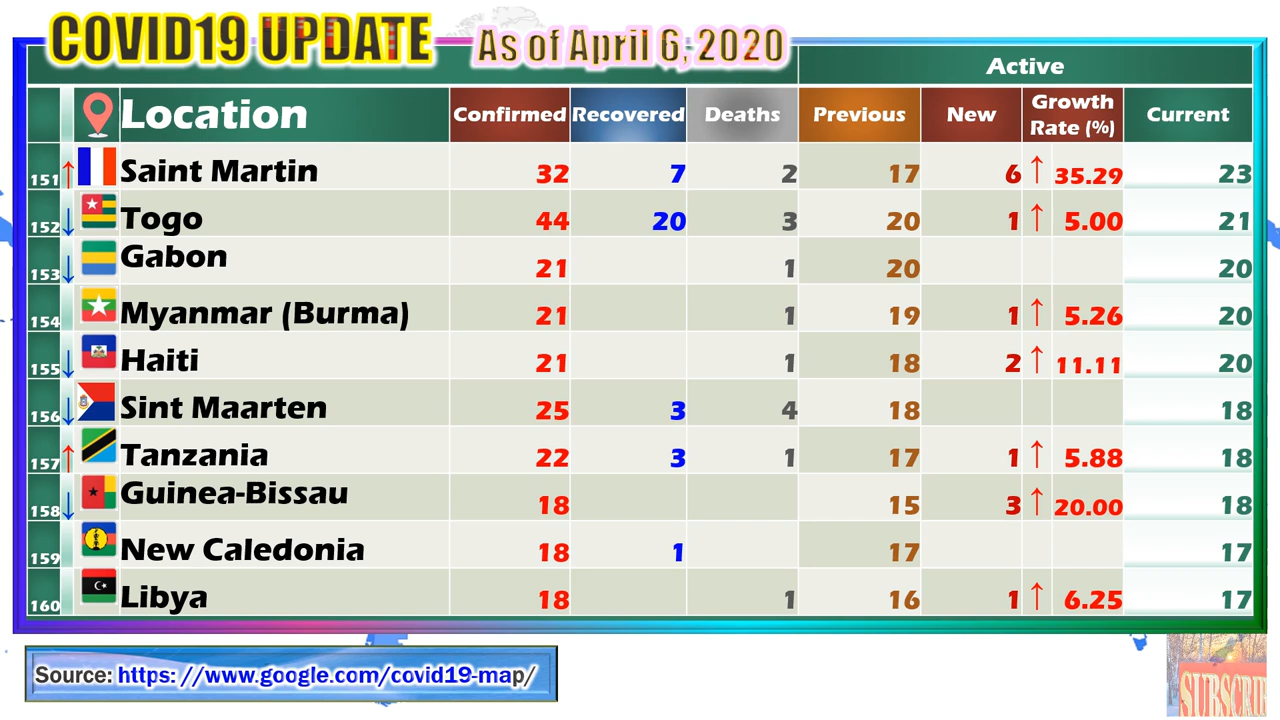 COVID19 UPDATE As of April 6, 2020
Active
Location Confirmed Recovered Deaths Previous New Growth Rate (%) Current
151 ↑ Saint Martin 32 7 2 17 6 ↑ 35.29 23
152 ↓ Togo 44 20 3 20 1 ↑ 5.00 21
153 ↓ Gabon 21 1 20 20
154 Myanmar (Burma) 21 1 19 1 ↑ 5.26 20
155 ↓ Haiti 21 1 18 2 ↑ 11.11 20
156 ↓ Sint Maarten 25 3 4 18 18
157 ↑ Tanzania 22 3 1 17 1 ↑ 5.88 18
158 ↓ Guinea-Bissau 18 15 3 ↑ 20.00 18
159 New Caledonia 18 1 17 17
160 Libya 18 1 16 1 ↑ 6.25 17
Source: https: //www.google.com/covid19-map/
SUBSCRIB